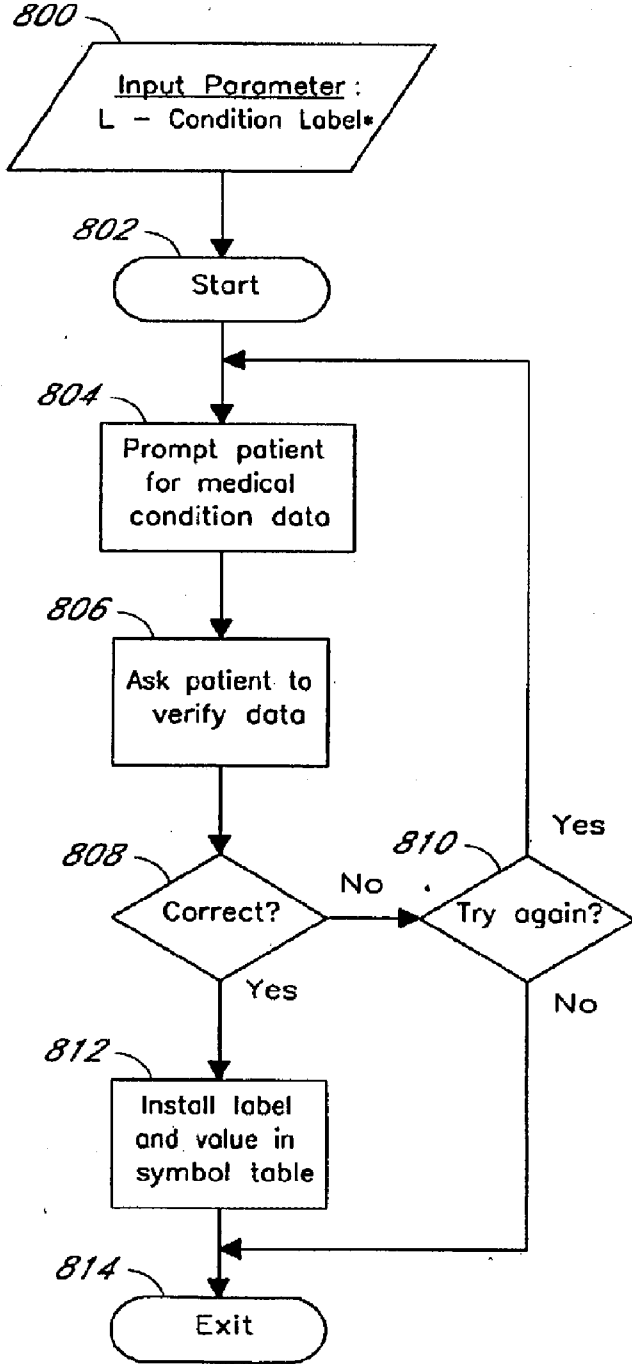 800
Input Parameter :
L - Condition Label*
802
Start
804
Prompt patient
for medical
condition data
806
Ask patient to
verify data
808
Correct?
No
810
Try again?
Yes
Yes
No
812
Install label
and value in
symbol table
814
Exit